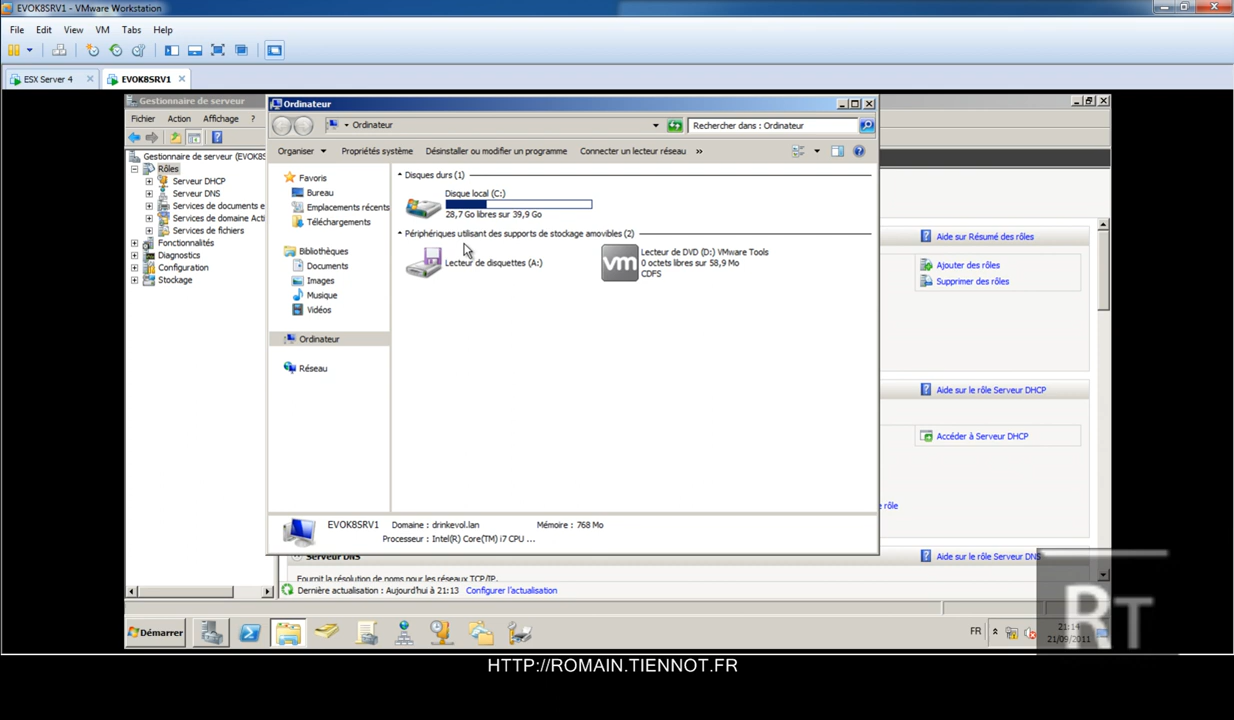 EVOK8SRV1 - VMware Workstation
File Edit View VM Tabs Help
ESX Server 4 EVOK8SRV1
Gestionnaire de serveur
Ordinateur
Fichier Action Affichage ?
Ordinateur
Rechercher dans : Ordinateur
Organiser Propriétés système Désinstaller ou modifier un programme Connecter un lecteur réseau »
Gestionnaire de serveur (EVOK8S
Rôles
Serveur DHCP
Serveur DNS
Services de documents e
Services de domaine Acti
Services de fichiers
Fonctionnalités
Diagnostics
Configuration
Stockage
Favoris
Bureau
Emplacements récents
Téléchargements
Bibliothèques
Documents
Images
Musique
Vidéos
Ordinateur
Réseau
Disques durs (1)
Disque local (C:)
28,7 Go libres sur 39,9 Go
Périphériques utilisant des supports de stockage amovibles (2)
Lecteur de disquettes (A:)
vm
Lecteur de DVD (D:) VMware Tools
0 octets libres sur 58,9 Mo
CDFS
EVOK8SRV1 Domaine : drinkevol.lan Mémoire : 768 Mo
Processeur : Intel(R) Core(TM) i7 CPU ...
Aide sur Résumé des rôles
Ajouter des rôles
Supprimer des rôles
Aide sur le rôle Serveur DHCP
Accéder à Serveur DHCP
le rôle
Serveur DNS
Aide sur le rôle Serveur DNS
Fournit la résolution de noms pour les réseaux TCP/IP.
Dernière actualisation : Aujourd'hui à 21:13 Configurer l'actualisation
Démarrer
FR
21:14
21/09/2011
RT
HTTP://ROMAIN.TIENNOT.FR